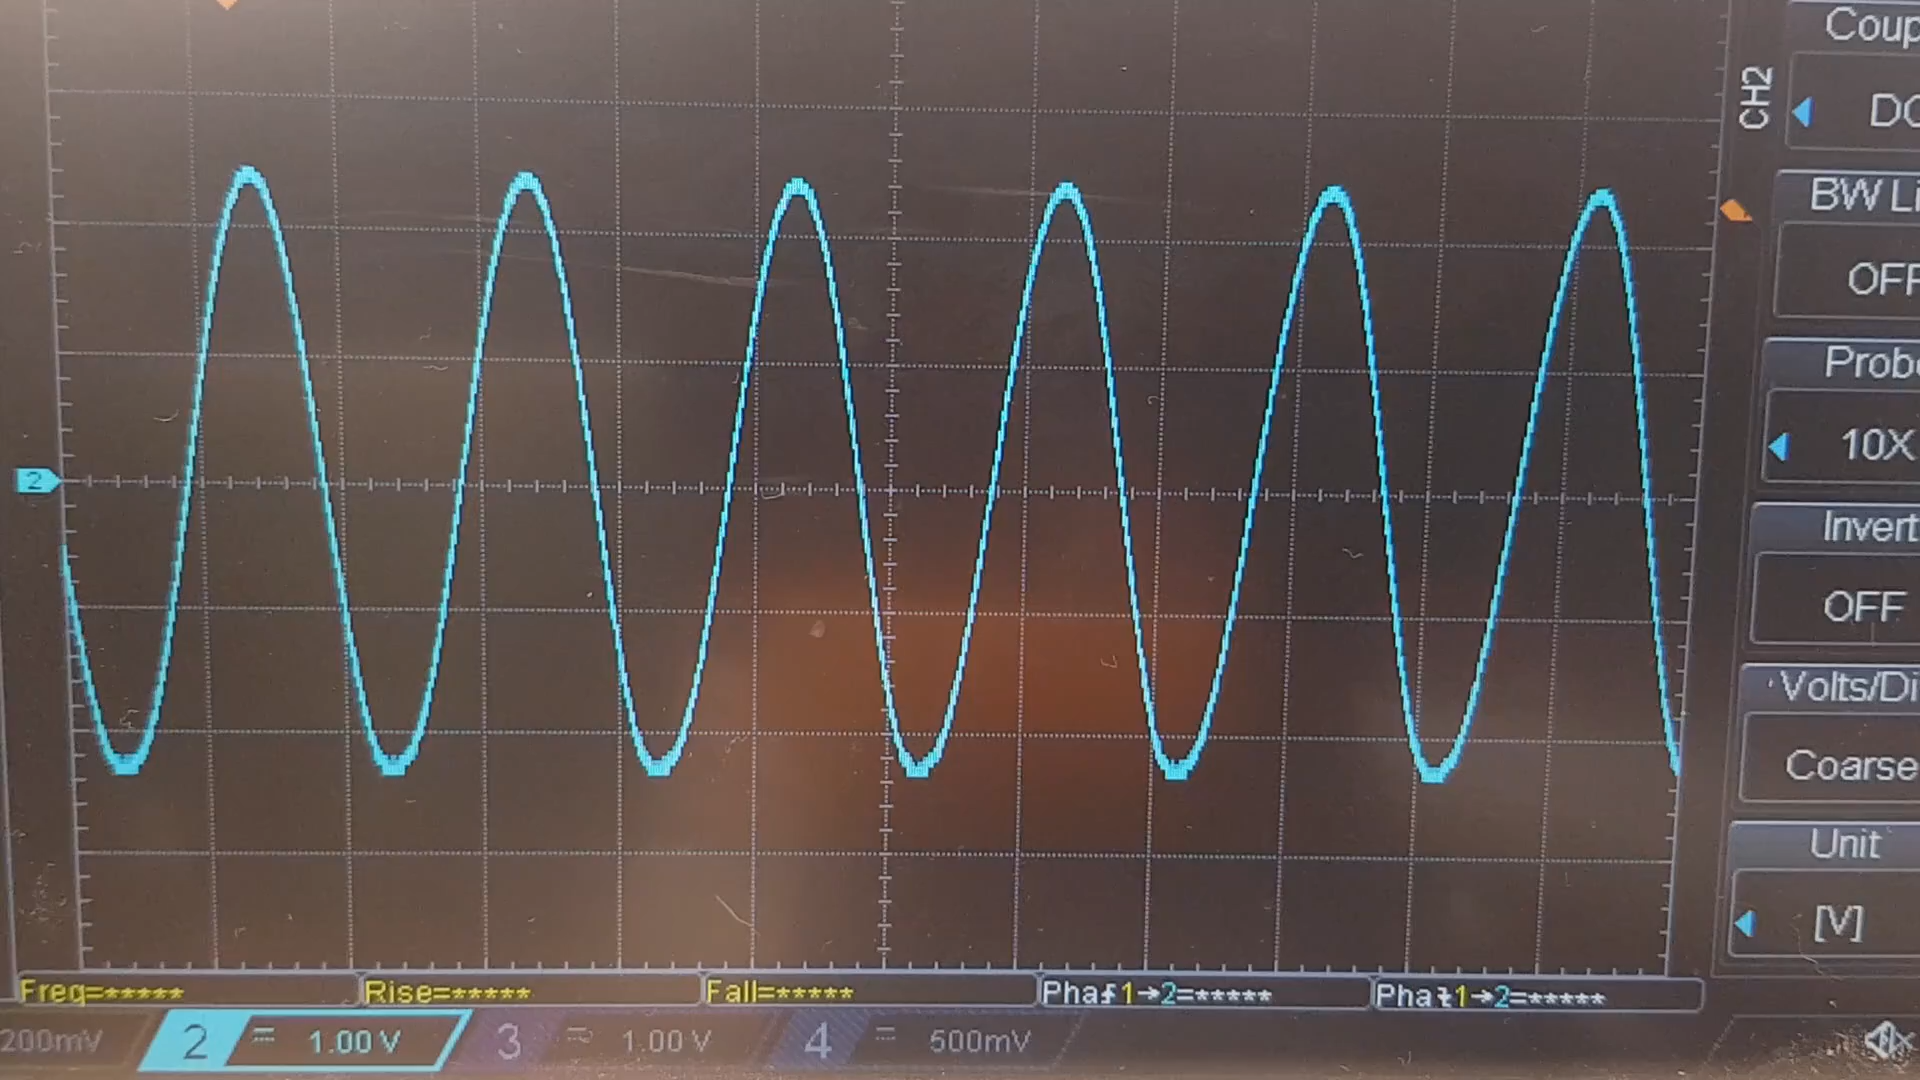 Coup
CH2
DC
BW Li
OFF
Probe
10X
2
Invert
OFF
Volts/Di
Coarse
Unit
[V]
Freq=***** Rise=***** Fall=***** Pha 1→2=***** Pha 1→2=*****
200mV 2 1.00 V 3 1.00 V 4 500mV